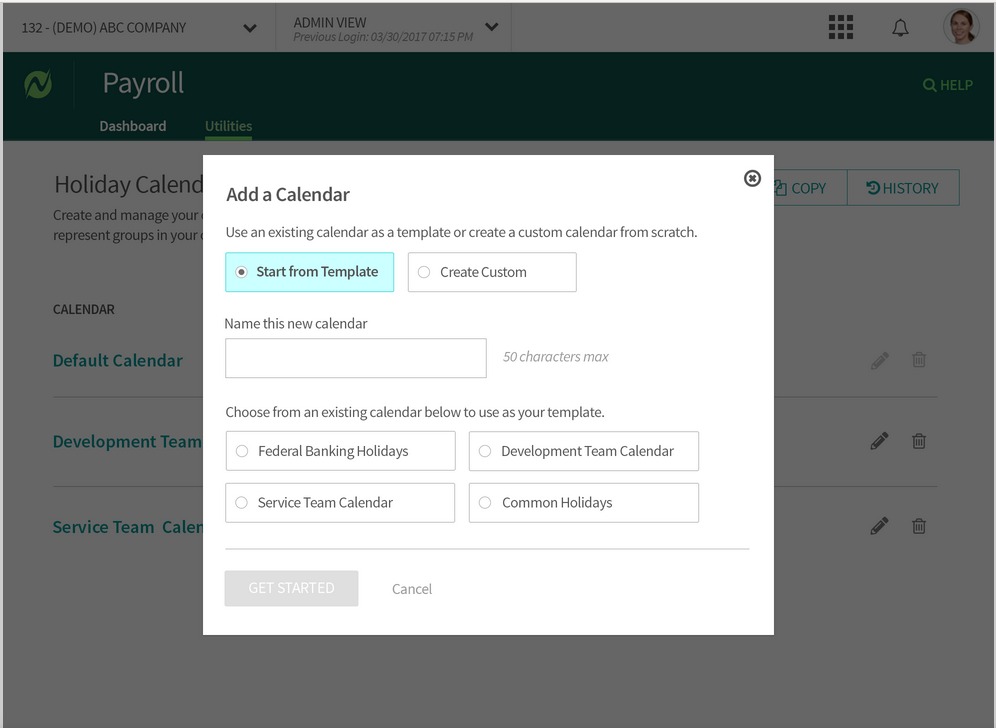 132 - (DEMO) ABC COMPANY
ADMIN VIEW
Previous Login: 03/30/2017 07:15 PM
Payroll
HELP
Dashboard
Utilities
Holiday Calend
Create and manage your
represent groups in your
COPY
HISTORY
CALENDAR
Default Calendar
Development Team
Service Team Calen
Add a Calendar
Use an existing calendar as a template or create a custom calendar from scratch.
Start from Template
Create Custom
Name this new calendar
50 characters max
Choose from an existing calendar below to use as your template.
Federal Banking Holidays
Development Team Calendar
Service Team Calendar
Common Holidays
GET STARTED
Cancel